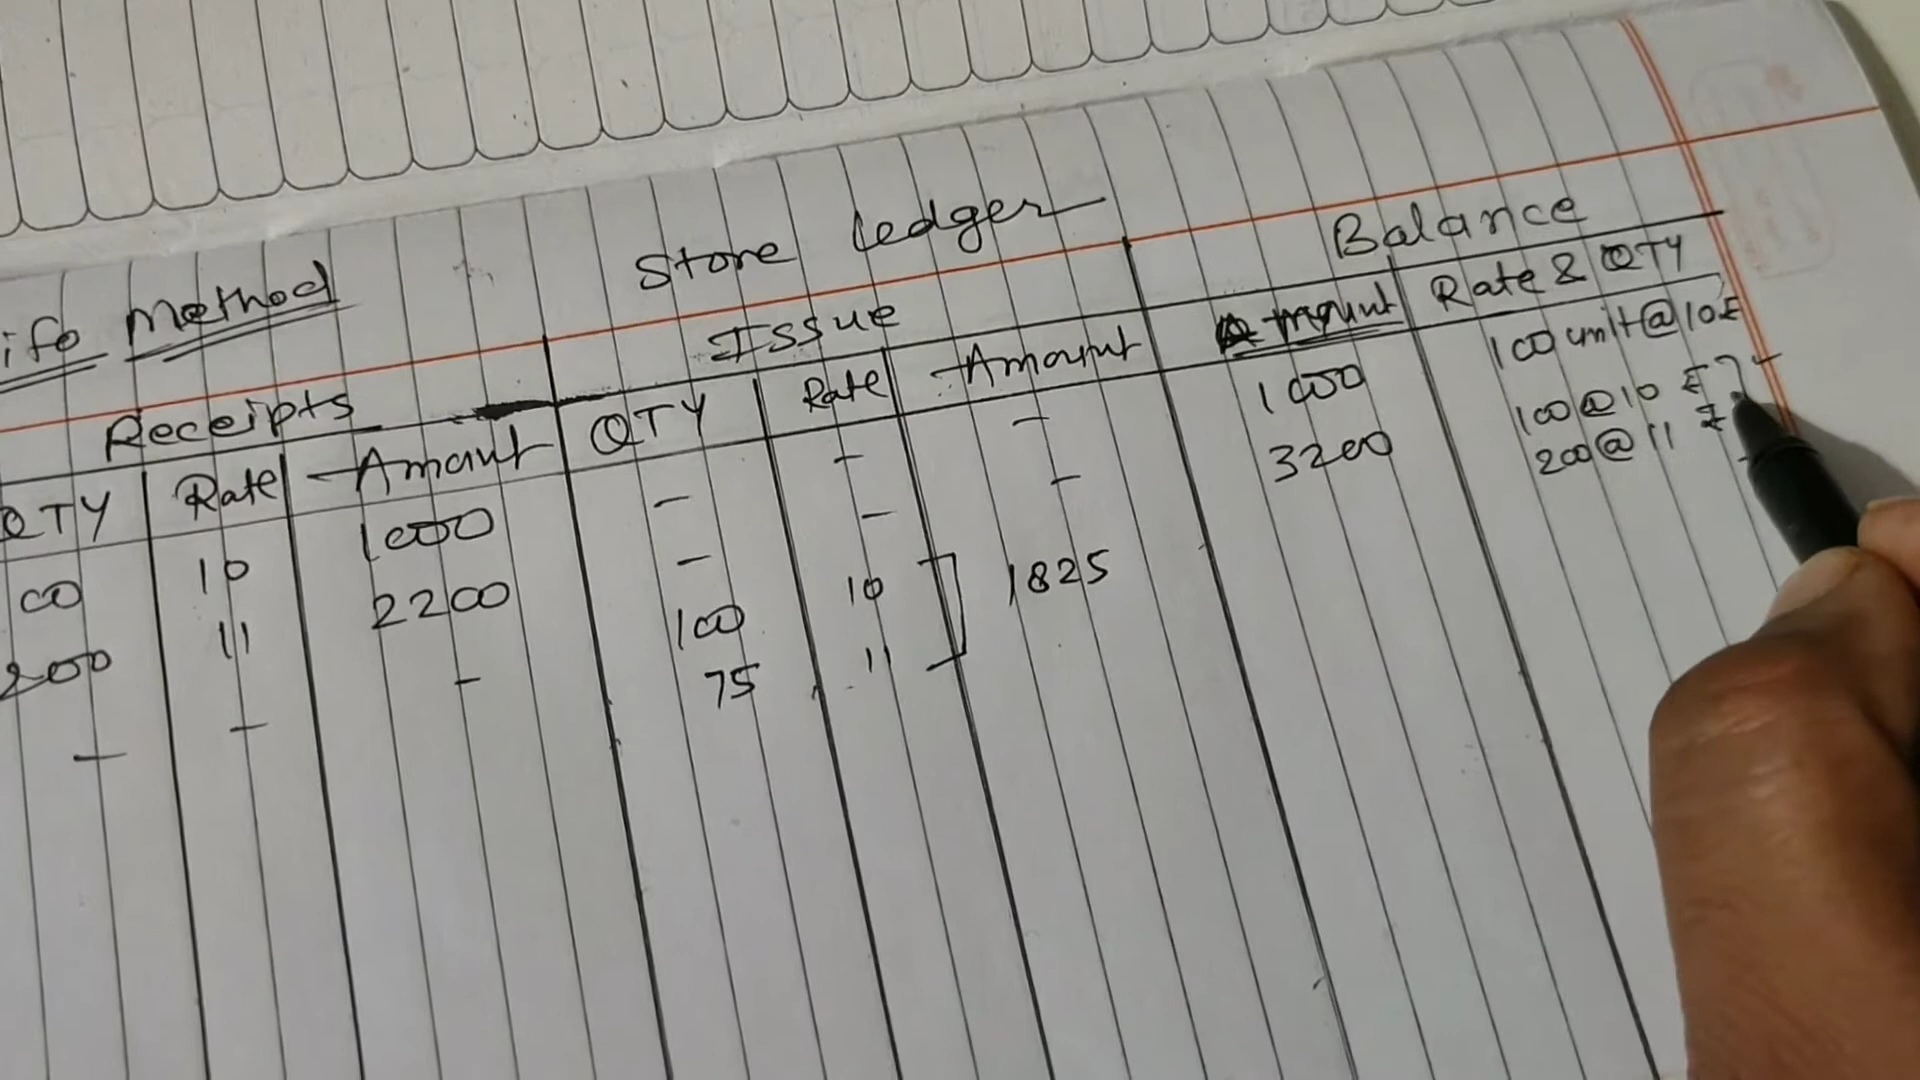 ifo Method Store Ledger
Receipts Issue Balance
QTY Rate Amount QTY Rate Amount Amount Rate & QTY
00 10 1000 - - - 1000 100 unit @ 10
200 11 2200 - - - 3200 100 @ 10
200 @ 11
- - - 100 10 1825
75 11